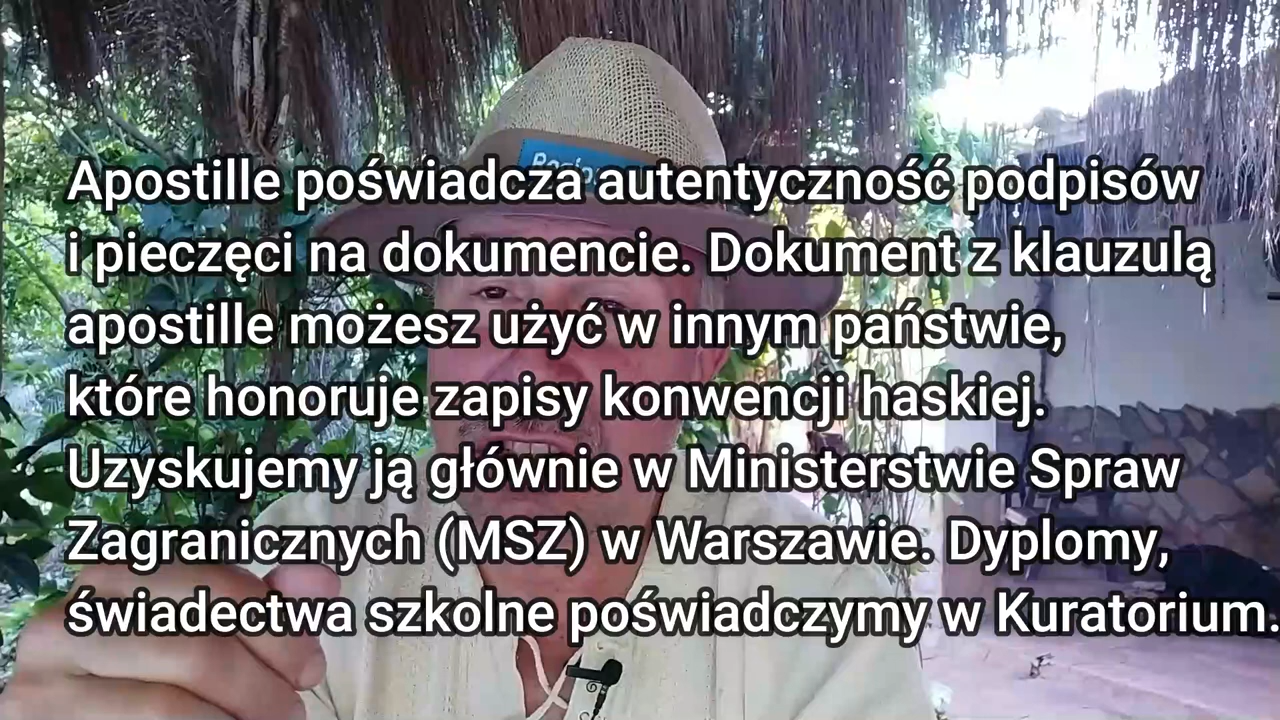 Apostille poświadcza autentyczność podpisów
i pieczęci na dokumencie. Dokument z klauzulą
apostille możesz użyć w innym państwie,
które honoruje zapisy konwencji haskiej.
Uzyskujemy ją głównie w Ministerstwie Spraw
Zagranicznych (MSZ) w Warszawie. Dyplomy,
świadectwa szkolne poświadczymy w Kuratorium.